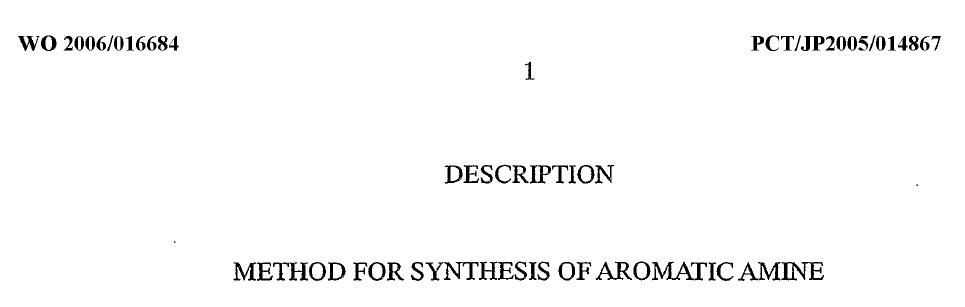 WO 2006/016684 PCT/JP2005/014867
1
DESCRIPTION
METHOD FOR SYNTHESIS OF AROMATIC AMINE